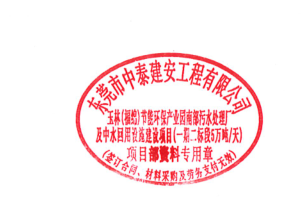 东莞市中泰建安工程有限公司
玉林(福绵)节能环保产业园南部污水处理厂
及中水回用管线建设项目(一期二标段5万吨/天)
项目部资料专用章
(签订合同、材料采购及劳务支付无效)